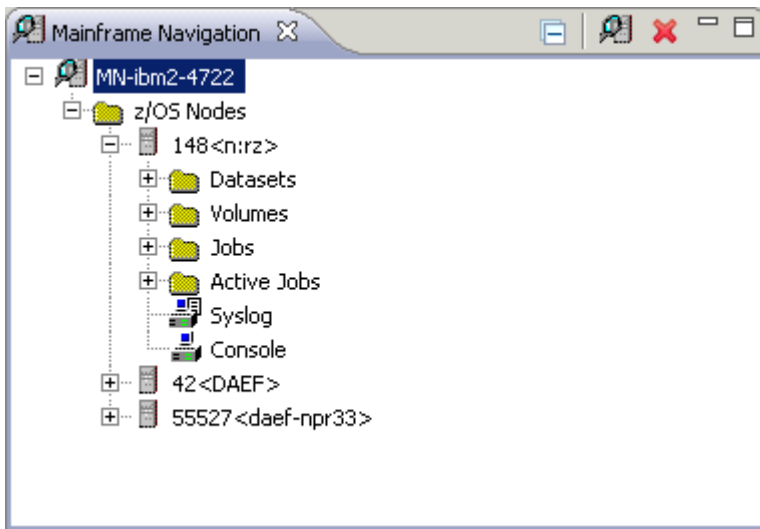 Mainframe Navigation
MN-ibm2-4722
z/OS Nodes
148<n:rz>
Datasets
Volumes
Jobs
Active Jobs
Syslog
Console
42<DAEF>
55527<daef-npr33>